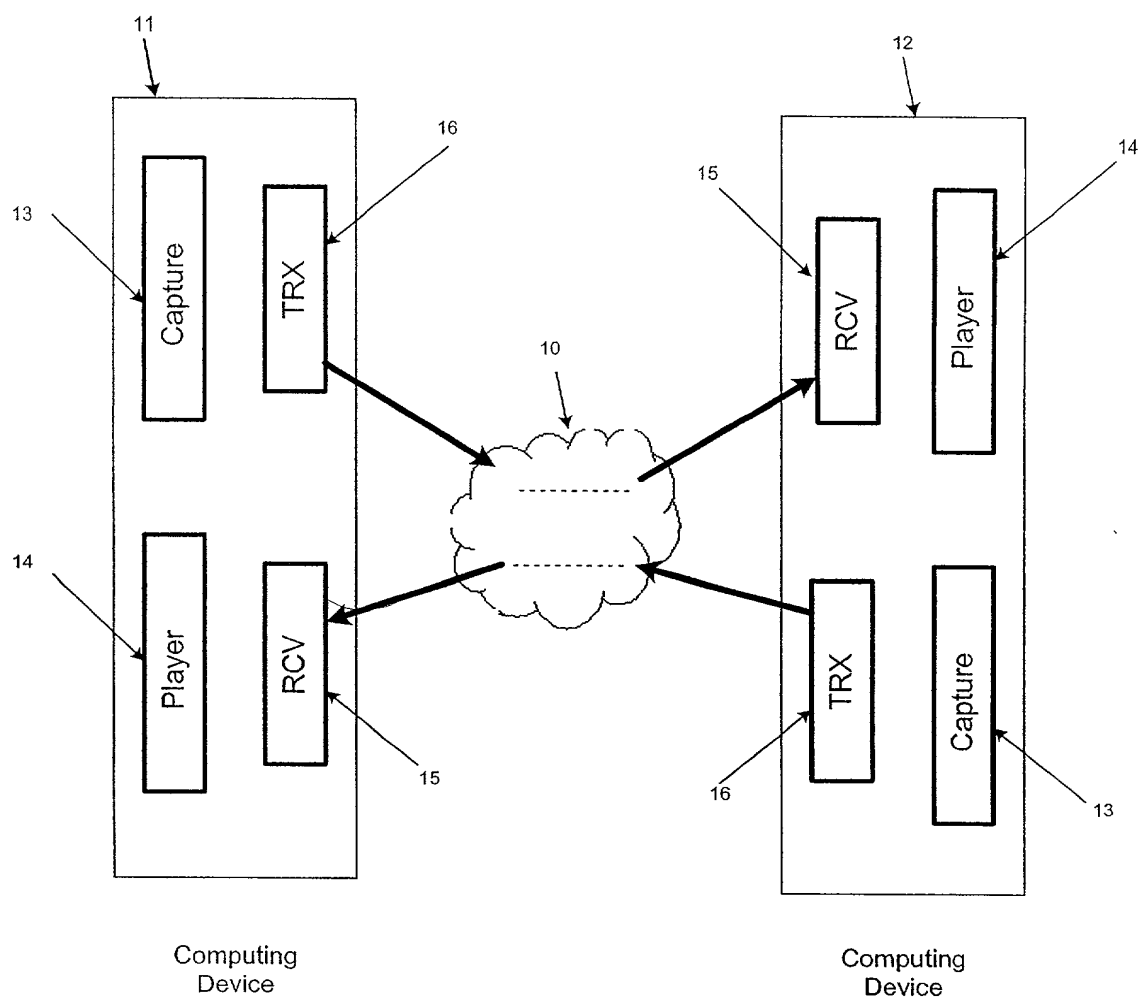 11
12
16
14
15
13
Capture
TRX
RCV
Player
10
14
Player
RCV
TRX
Capture
15
16
13
Computing
Device
Computing
Device